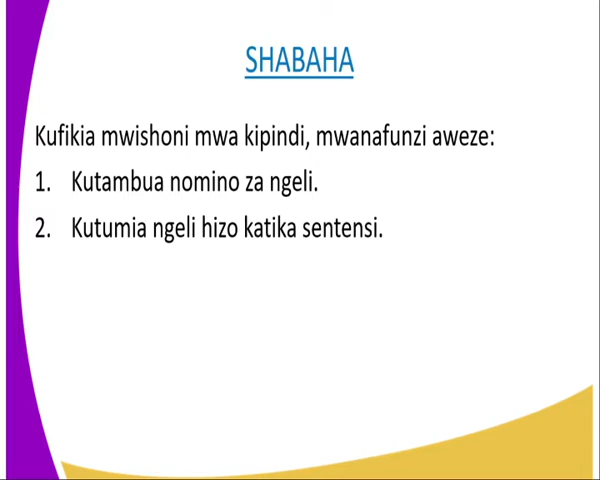 SHABAHA
Kufikia mwishoni mwa kipindi, mwanafunzi aweze:
1. Kutambua nomino za ngeli.
2. Kutumia ngeli hizo katika sentensi.